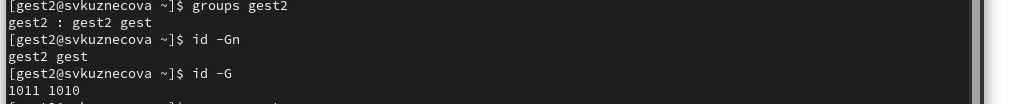 [gest2@svkuznecova ~]$ groups gest2
gest2 : gest2 gest
[gest2@svkuznecova ~]$ id -Gn
gest2 gest
[gest2@svkuznecova ~]$ id -G
1011 1010